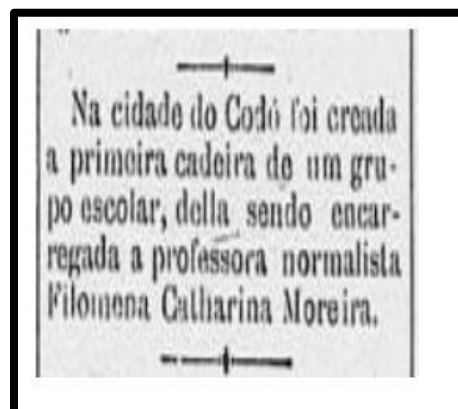 Na cidade do Codó foi creada
a primeira cadeira de um gru-
po escolar, della sendo encar-
regada a professora normalista
Filomena Catharina Moreira.